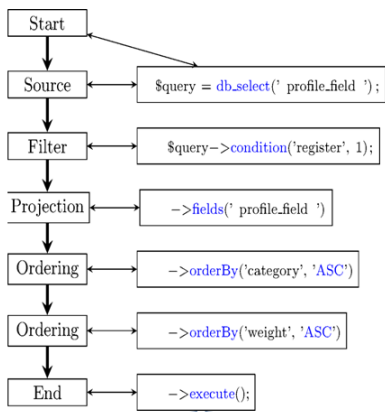 Start
Source
$query = db_select(' profile_field ');
Filter
$query->condition('register', 1);
Projection
->fields(' profile_field ')
Ordering
->orderBy('category', 'ASC')
Ordering
->orderBy('weight', 'ASC')
End
->execute();